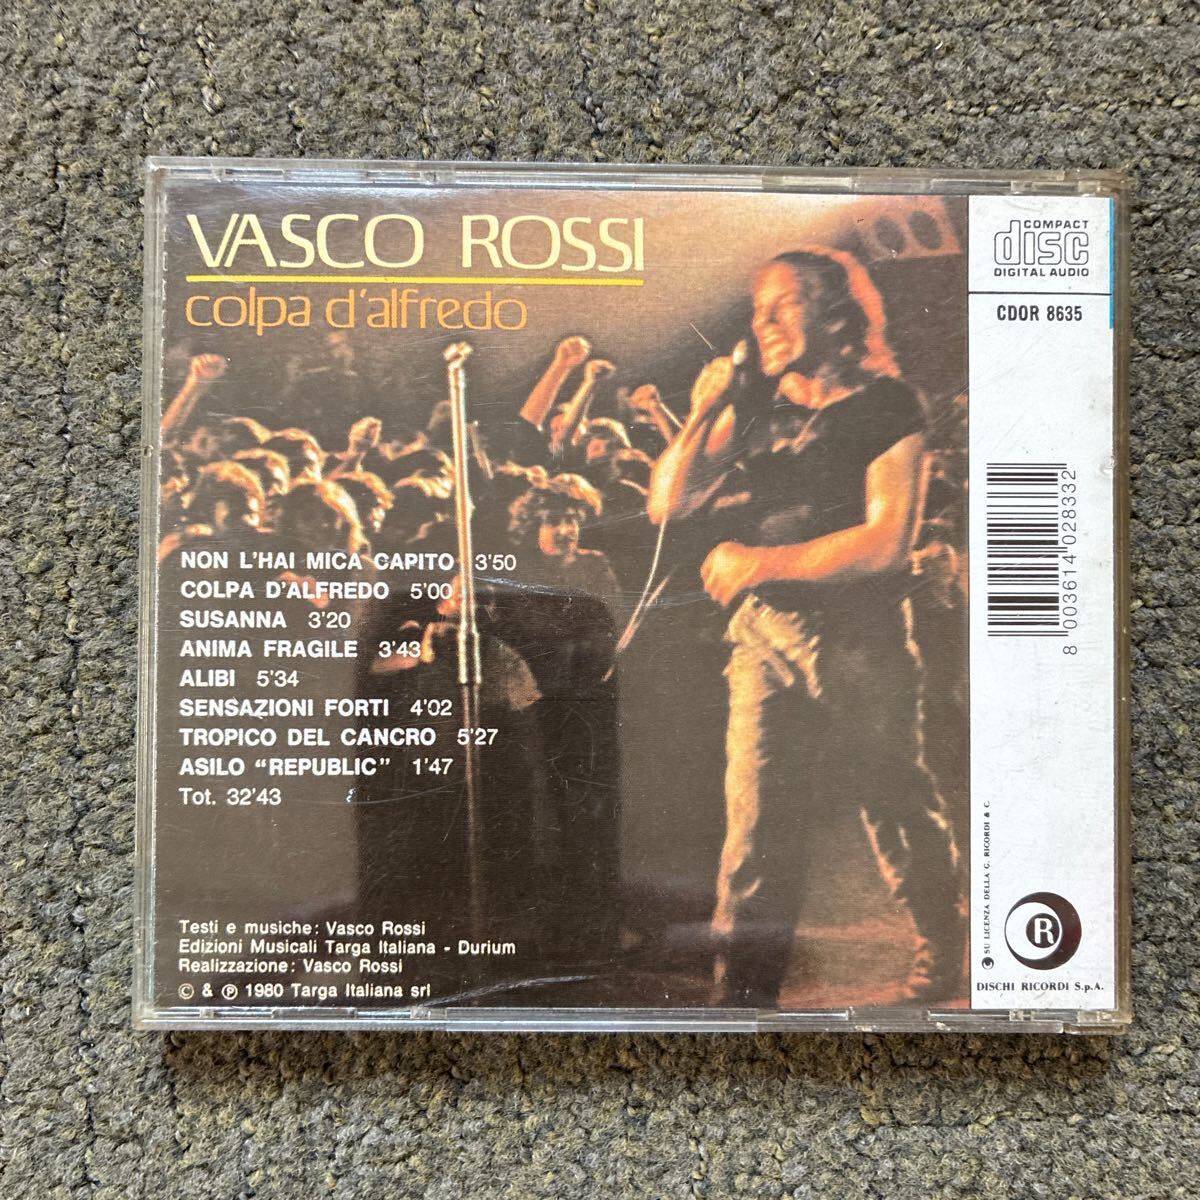 VASCO ROSSI
colpa d'alfredo
NON L'HAI MICA CAPITO 3'50
COLPA D'ALFREDO 5'00
SUSANNA 3'20
ANIMA FRAGILE 3'43
ALIBI 5'34
SENSAZIONI FORTI 4'02
TROPICO DEL CANCRO 5'27
ASILO "REPUBLIC" 1'47
Tot. 32'43
Testi e musiche: Vasco Rossi
Edizioni Musicali Targa Italiana - Durium
Realizzazione: Vasco Rossi
© & ℗ 1980 Targa Italiana srl
COMPACT
disc
DIGITAL AUDIO
CDOR 8635
8 003614 028332
SU LICENZA DELLA G. RICORDI & C.
R
DISCHI RICORDI S.p.A.